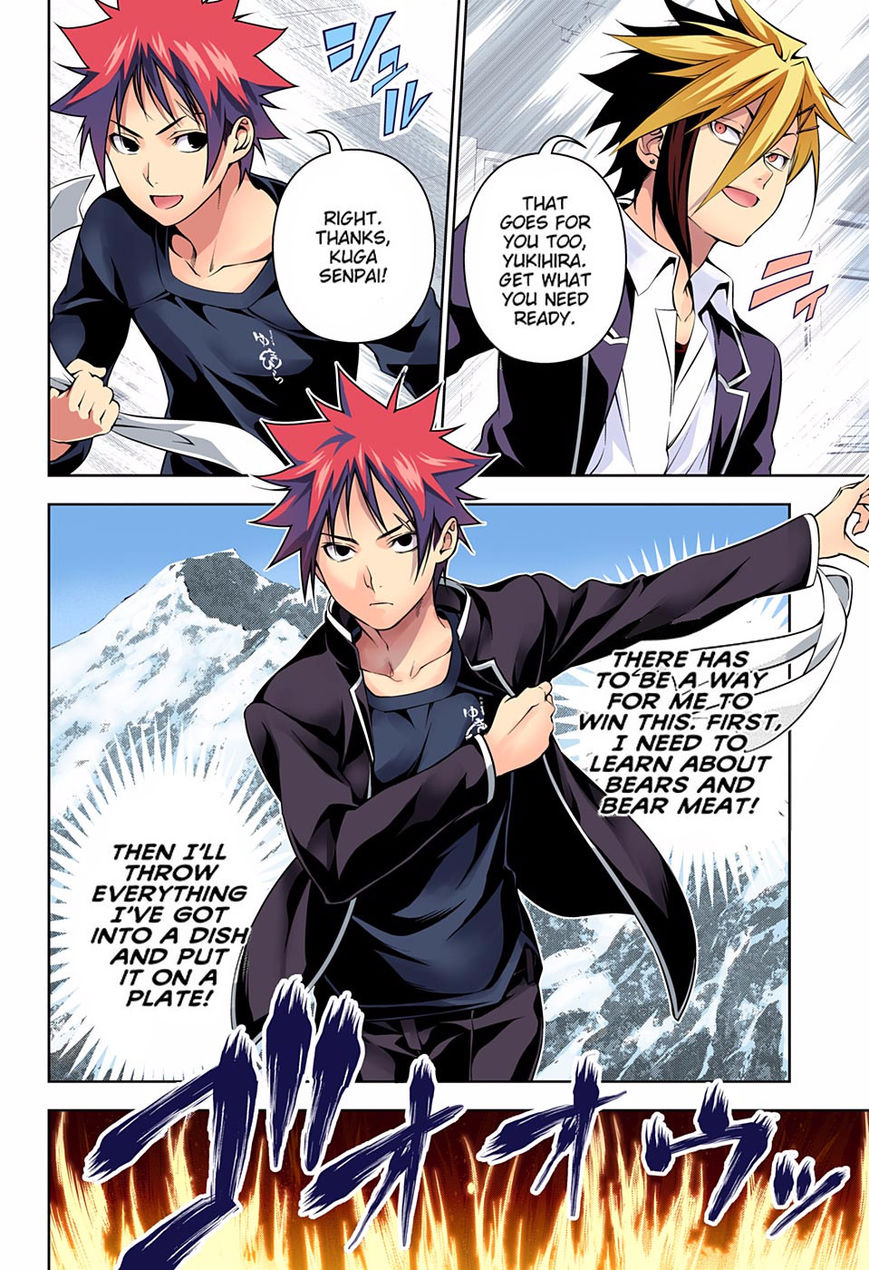 THAT
GOES FOR
YOU TOO,
YUKIHIRA.
GET WHAT
YOU NEED
READY.
ニィ
RIGHT.
THANKS,
KUGA
SENPAI!
シュル
THERE HAS
TO BE A WAY
FOR ME TO
WIN THIS. FIRST,
I NEED TO
LEARN ABOUT
BEARS AND
BEAR MEAT!
THEN I'LL
THROW
EVERYTHING
I'VE GOT
INTO A DISH
AND PUT
IT ON A
PLATE!
ゴオオゥッ